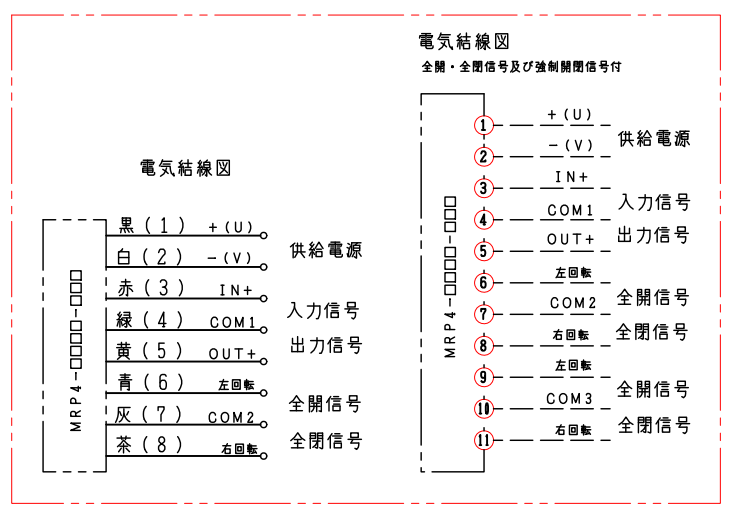 電気結線図
全開・全閉信号及び強制開閉信号付
① +(U)
供給電源
② -(V)
③ IN+
入力信号
④ COM1
⑤ OUT+
出力信号
⑥ 左回転
全開信号
⑦ COM2
⑧ 右回転
全閉信号
⑨ 左回転
全開信号
⑩ COM3
⑪ 右回転
全閉信号
MRP4-□□□□-□□□
電気結線図
黒(1) +(U)
供給電源
白(2) -(V)
赤(3) IN+
入力信号
緑(4) COM1
黄(5) OUT+
出力信号
青(6) 左回転
全開信号
灰(7) COM2
茶(8) 右回転
全閉信号
MRP4-□□□□-□□□